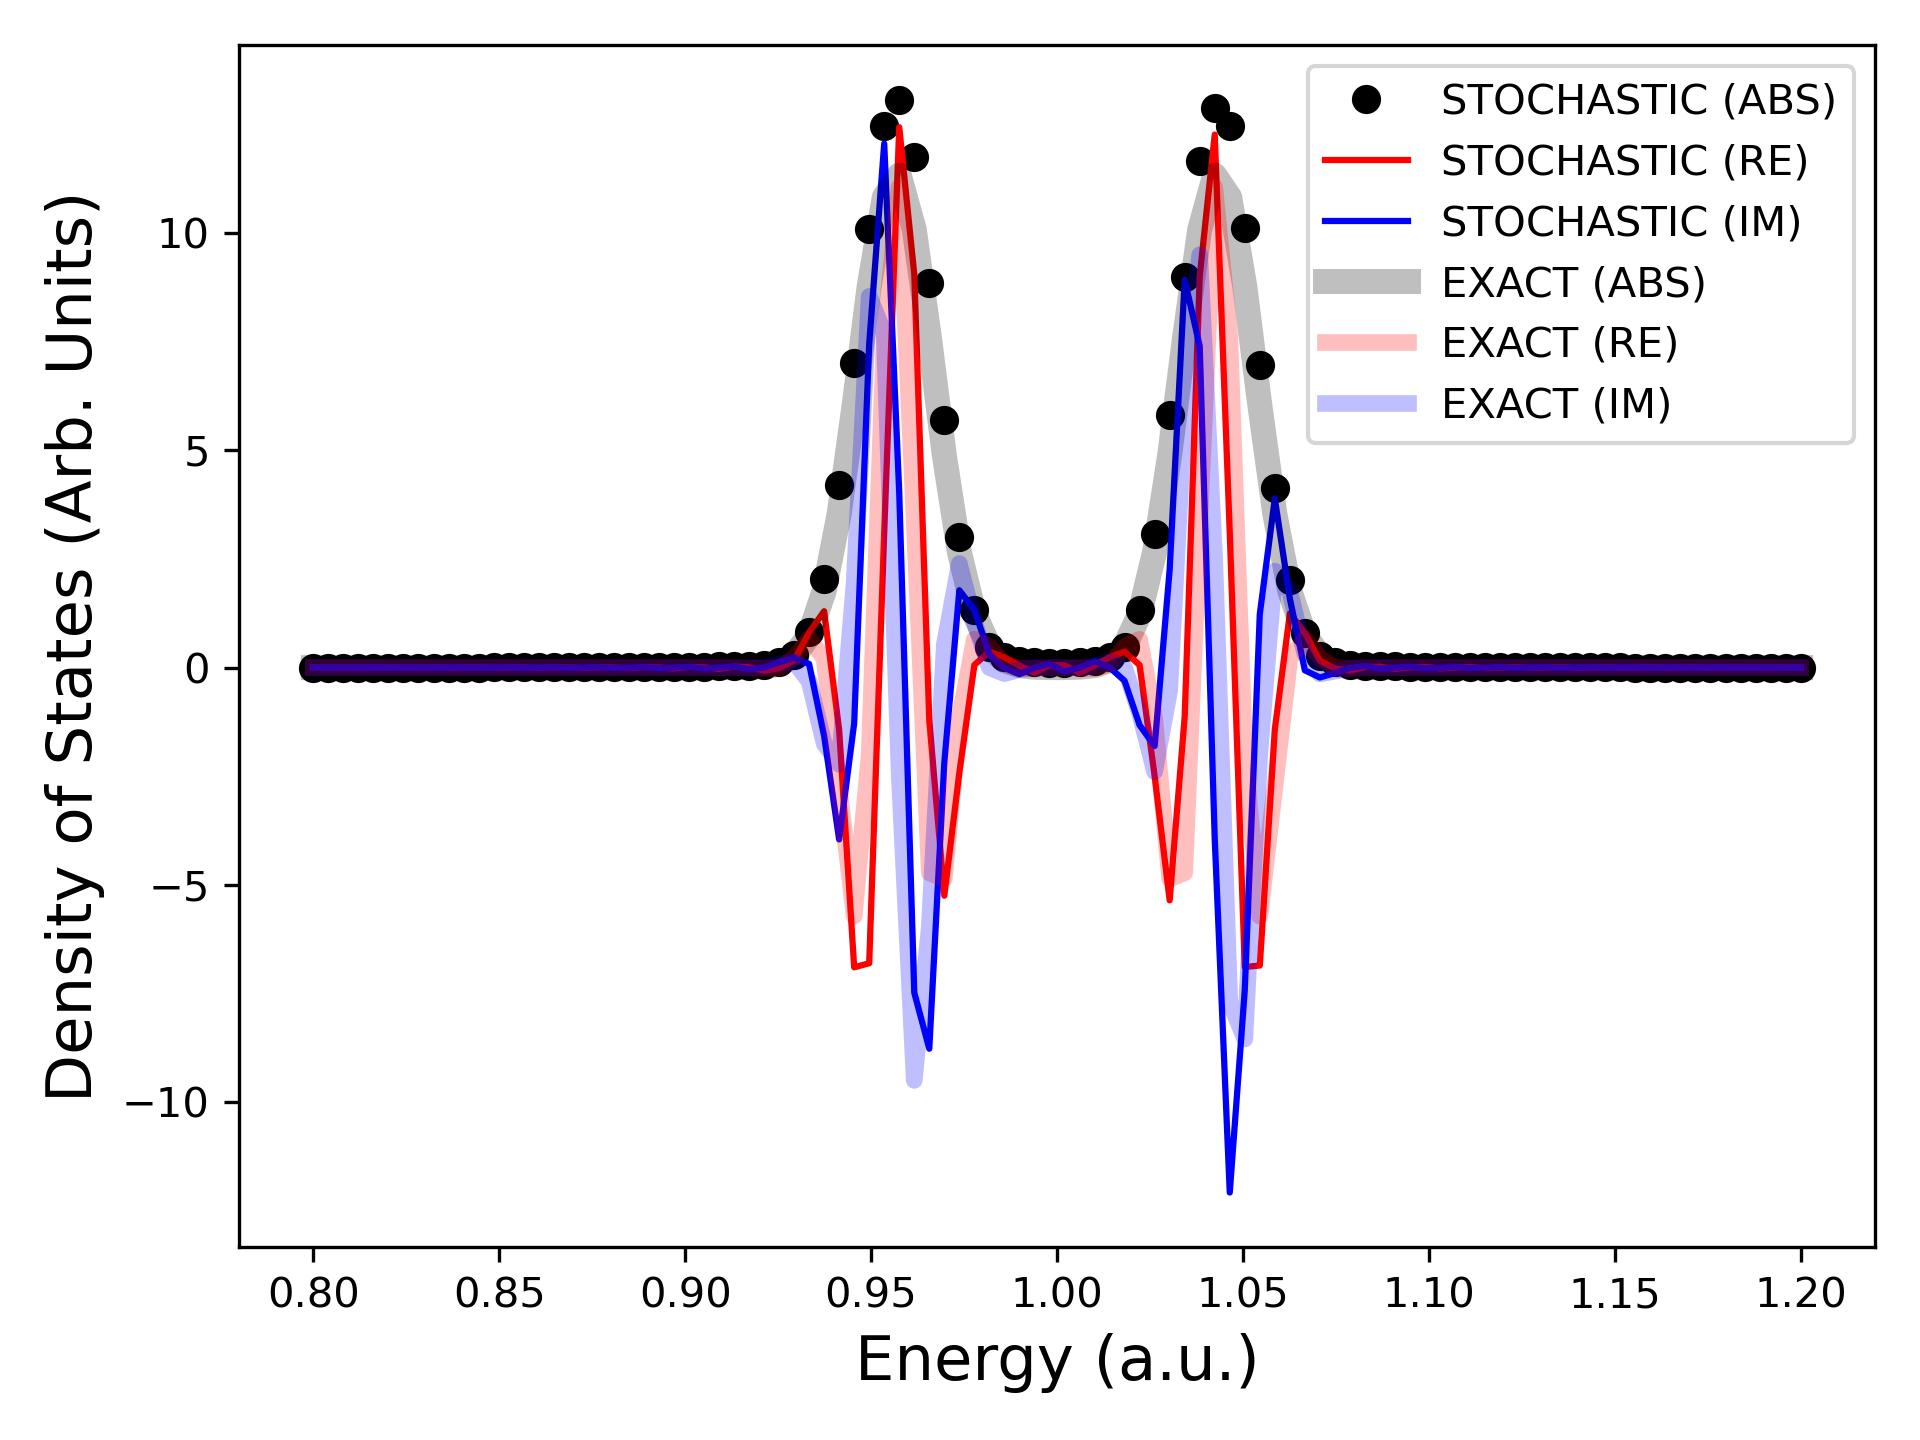 STOCHASTIC (ABS)
STOCHASTIC (RE)
STOCHASTIC (IM)
EXACT (ABS)
EXACT (RE)
EXACT (IM)
Density of States (Arb. Units)
10
5
0
−5
−10
0.80 0.85 0.90 0.95 1.00 1.05 1.10 1.15 1.20
Energy (a.u.)